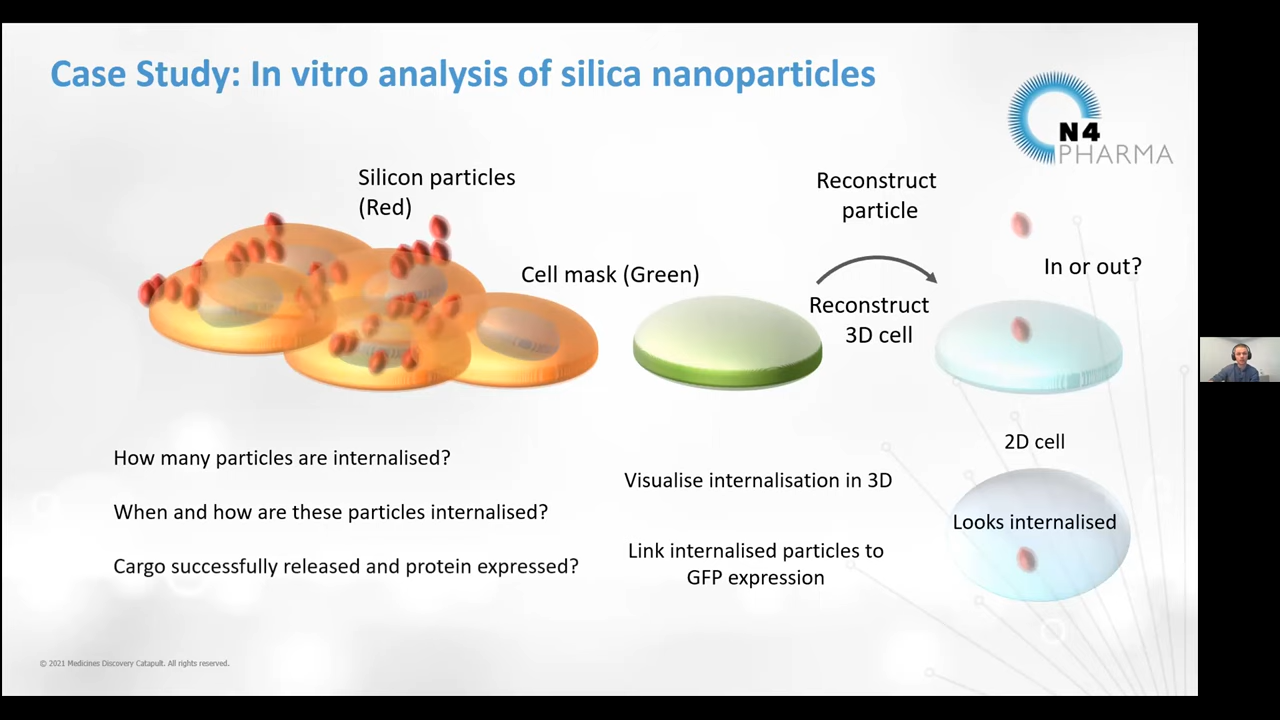 Case Study: In vitro analysis of silica nanoparticles
N4
PHARMA
Silicon particles
(Red)
Cell mask (Green)
Reconstruct
particle
Reconstruct
3D cell
In or out?
How many particles are internalised?
When and how are these particles internalised?
Cargo successfully released and protein expressed?
Visualise internalisation in 3D
Link internalised particles to
GFP expression
2D cell
Looks internalised
© 2021 Medicines Discovery Catapult. All rights reserved.